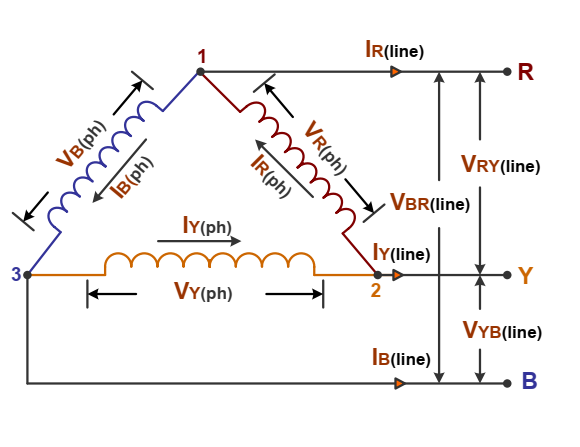 IR(line)
1
R
VB(ph)
VR(ph)
IB(ph)
IR(ph)
VRY(line)
VBR(line)
IY(ph)
IY(line)
3
Y
VY(ph)
2
VYB(line)
IB(line)
B